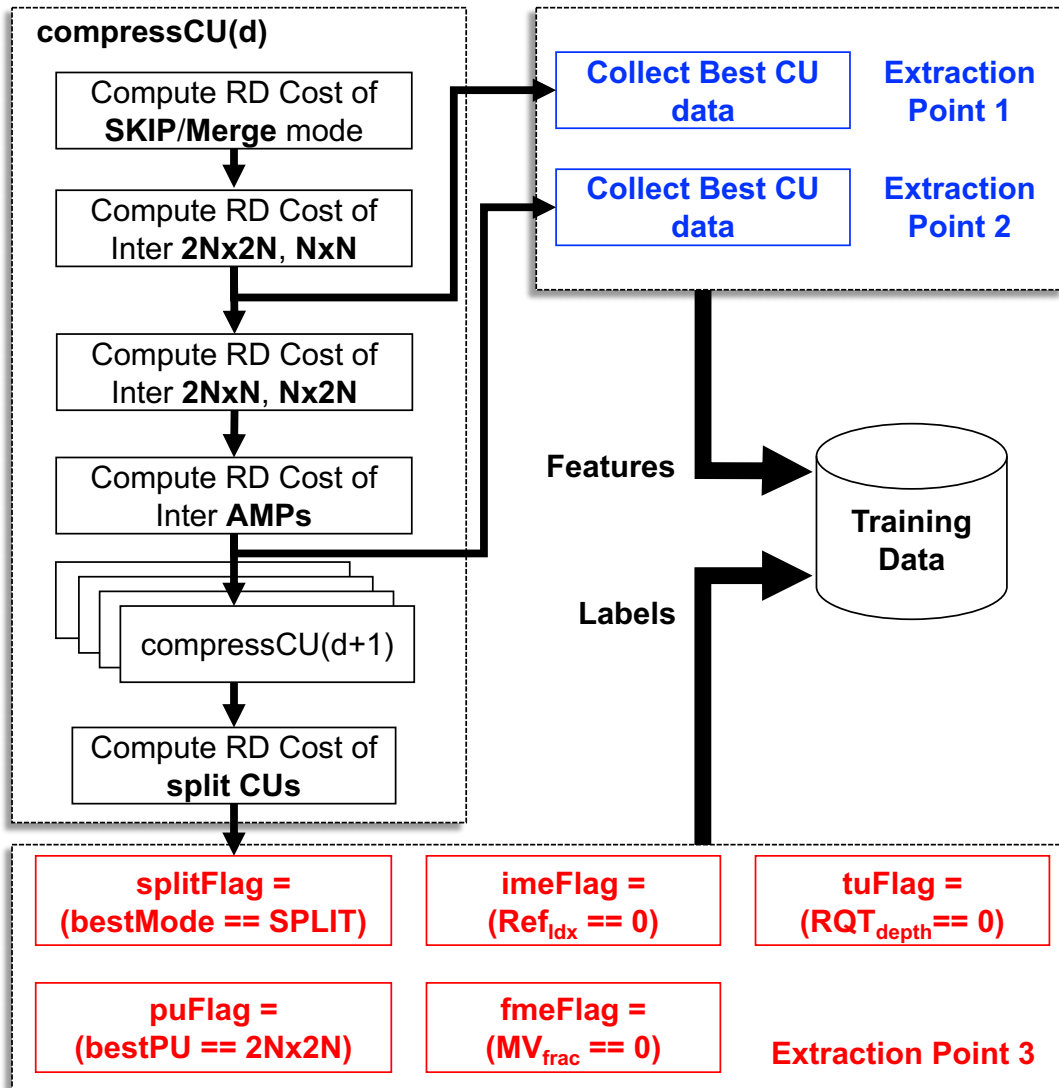 compressCU(d)
Compute RD Cost of
SKIP/Merge mode
Compute RD Cost of
Inter 2Nx2N, NxN
Compute RD Cost of
Inter 2NxN, Nx2N
Compute RD Cost of
Inter AMPs
compressCU(d+1)
Compute RD Cost of
split CUs
Collect Best CU
data
Extraction
Point 1
Collect Best CU
data
Extraction
Point 2
Features
Training
Data
Labels
splitFlag =
(bestMode == SPLIT)
imeFlag =
(Ref_Idx == 0)
tuFlag =
(RQT_depth== 0)
puFlag =
(bestPU == 2Nx2N)
fmeFlag =
(MV_frac == 0)
Extraction Point 3